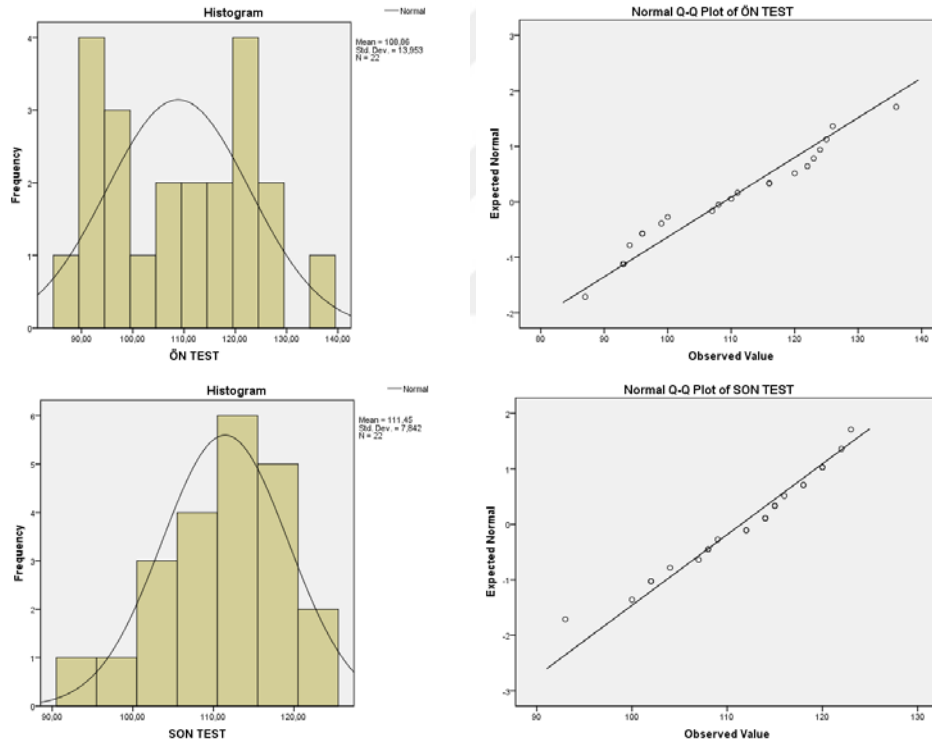 Histogram
Normal
Mean = 108,86
Std. Dev. = 13,953
N = 22
Frequency
4
3
2
1
0
90,00 100,00 110,00 120,00 130,00 140,00
ÖN TEST
Normal Q-Q Plot of ÖN TEST
Expected Normal
3
2
1
0
-1
-2
80 90 100 110 120 130 140
Observed Value
Histogram
Normal
Mean = 111,45
Std. Dev. = 7,842
N = 22
Frequency
6
5
4
3
2
1
0
90,00 100,00 110,00 120,00
SON TEST
Normal Q-Q Plot of SON TEST
Expected Normal
2
1
0
-1
-2
-3
90 100 110 120 130
Observed Value